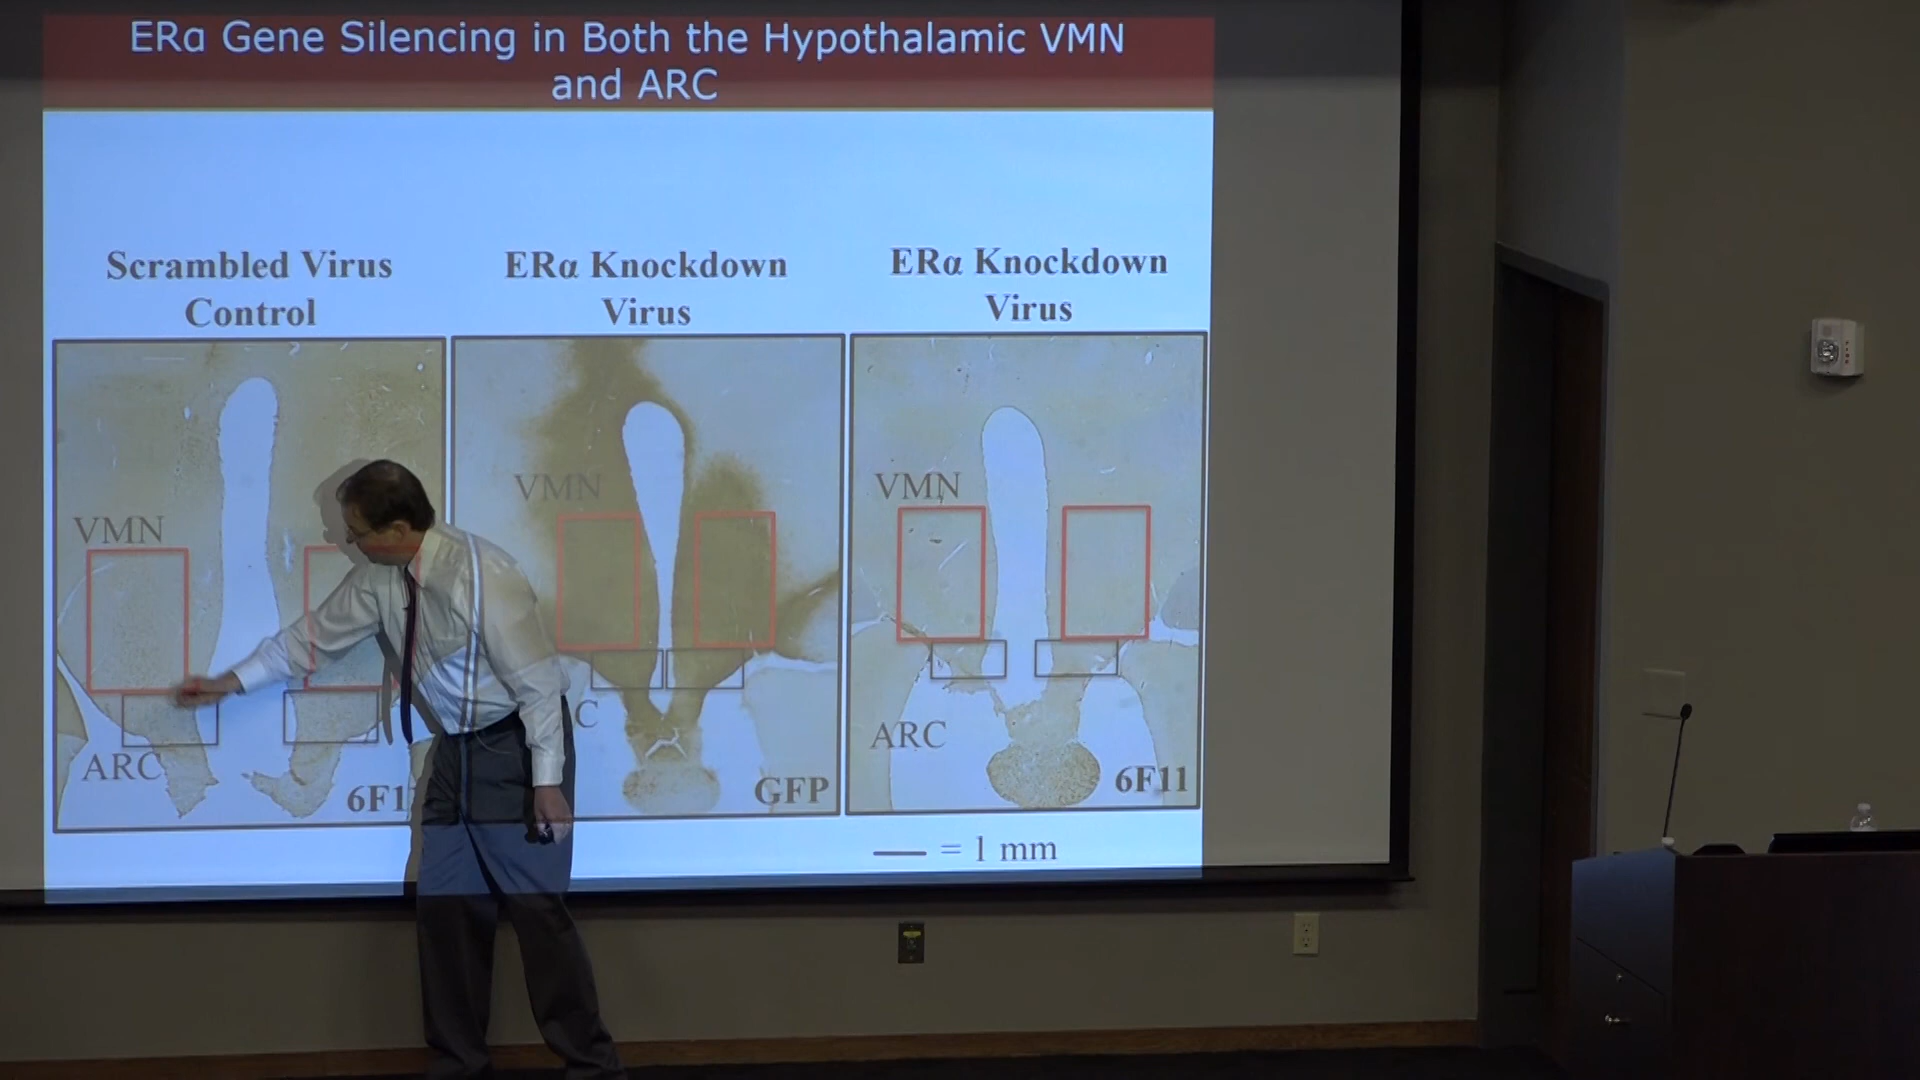 ERα Gene Silencing in Both the Hypothalamic VMN
and ARC
Scrambled Virus
Control
ERα Knockdown
Virus
ERα Knockdown
Virus
VMN
ARC
VMN
C
GFP
VMN
ARC
6F11
= 1 mm